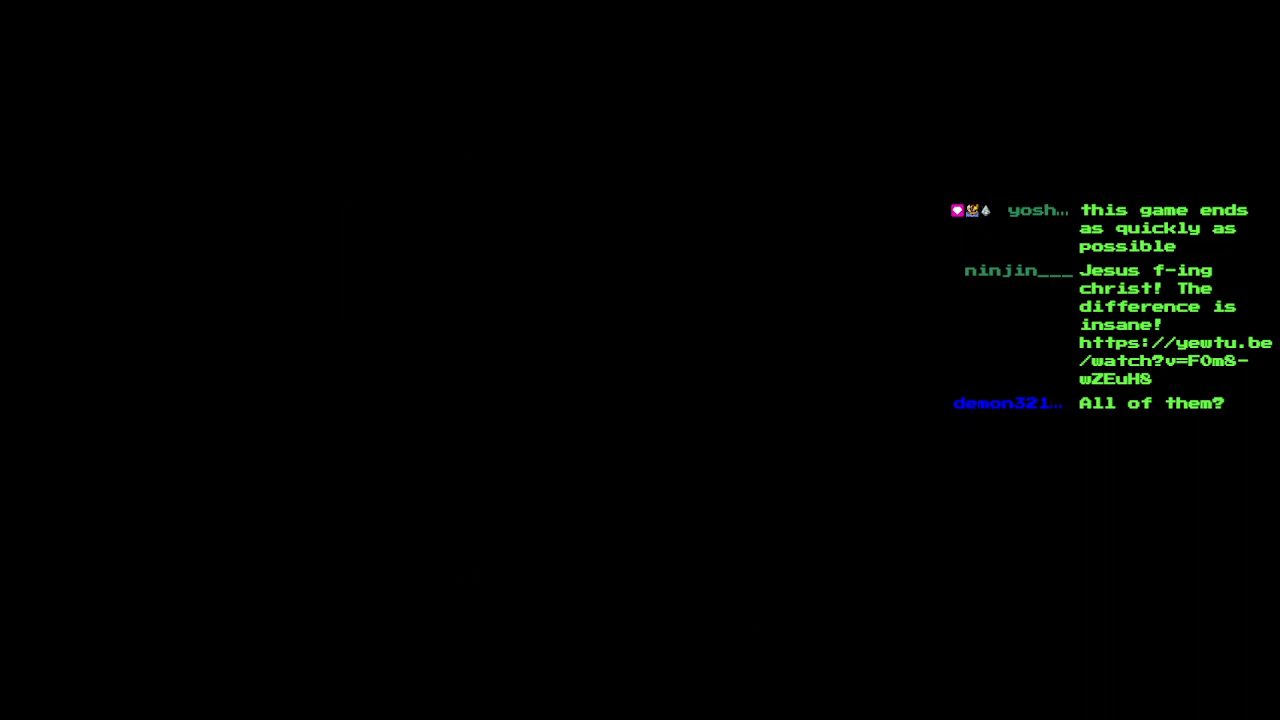 yosh… this game ends
as quickly as
possible
ninjin___ Jesus f-ing
christ! The
difference is
insane!
https://yewtu.be
/watch?v=F0m8-
wZEuH8
demon321… All of them?